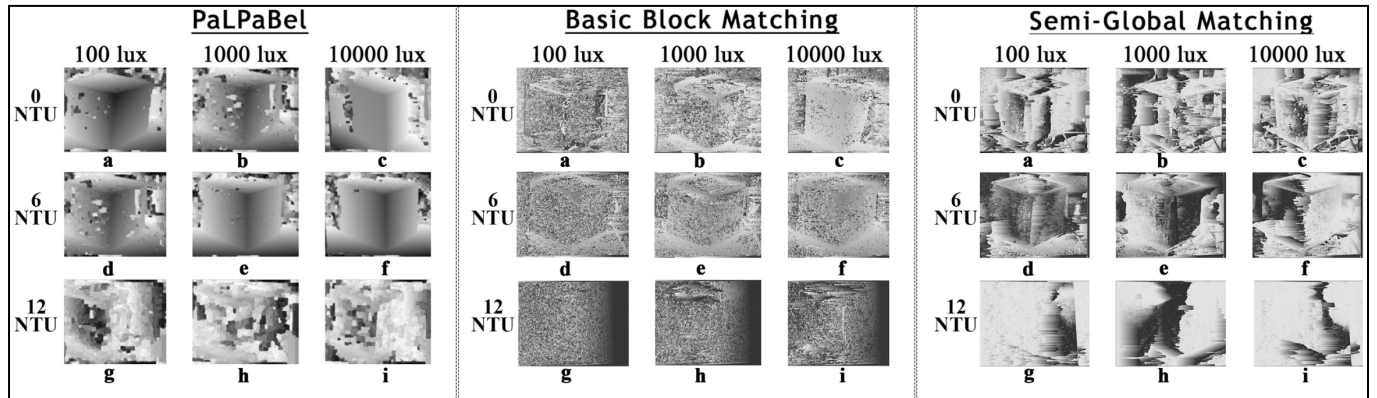 PaLPaBel
100 lux 1000 lux 10000 lux
0 NTU
a b c
6 NTU
d e f
12 NTU
g h i
Basic Block Matching
100 lux 1000 lux 10000 lux
0 NTU
a b c
6 NTU
d e f
12 NTU
g h i
Semi-Global Matching
100 lux 1000 lux 10000 lux
0 NTU
a b c
6 NTU
d e f
12 NTU
g h i